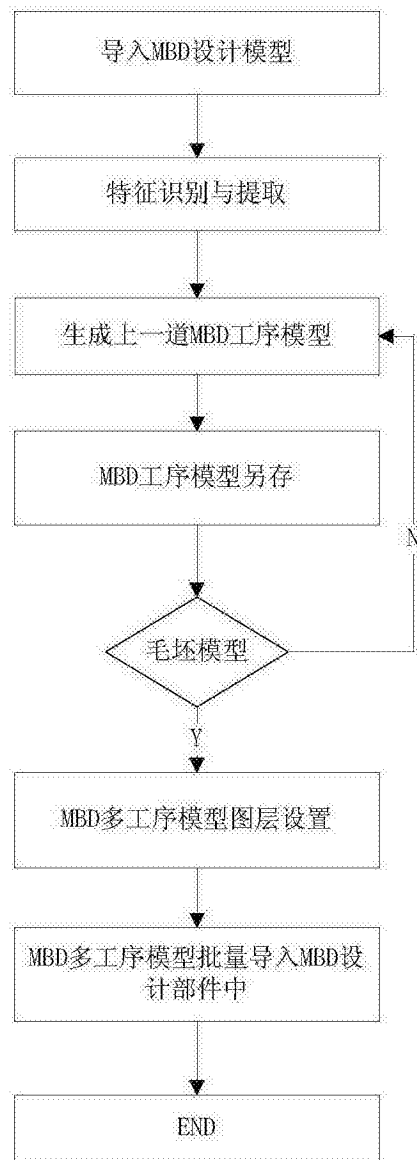 导入MBD设计模型
特征识别与提取
生成上一道MBD工序模型
MBD工序模型另存
N
毛坯模型
Y
MBD多工序模型图层设置
MBD多工序模型批量导入MBD设
计部件中
END